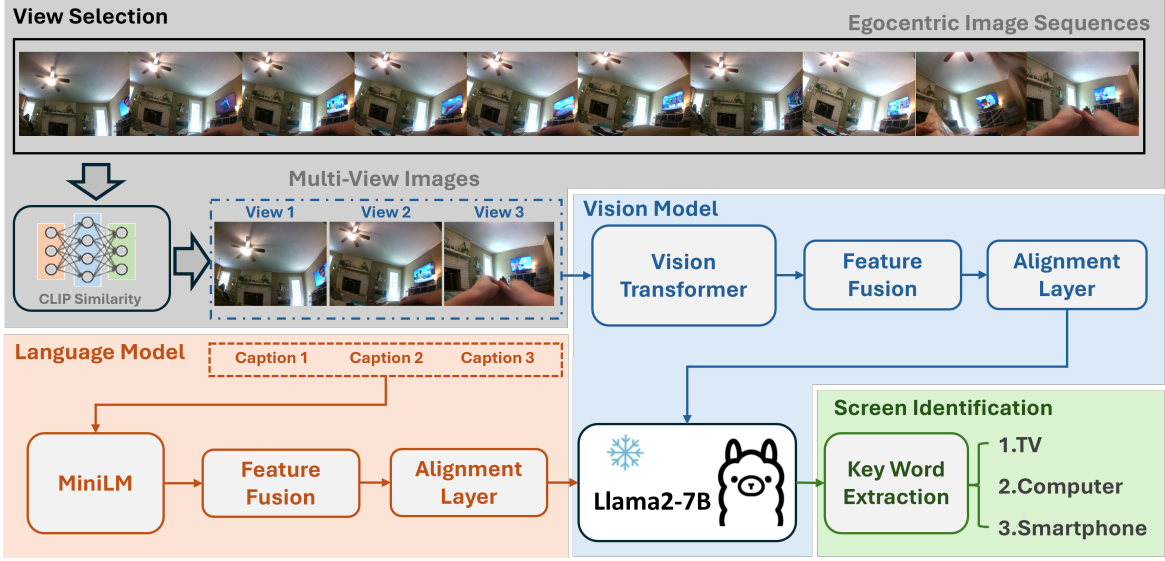 View Selection
Egocentric Image Sequences
Multi-View Images
View 1
View 2
View 3
CLIP Similarity
Vision Model
Vision
Transformer
Feature
Fusion
Alignment
Layer
Language Model
Caption 1
Caption 2
Caption 3
MiniLM
Feature
Fusion
Alignment
Layer
Llama2-7B
Screen Identification
Key Word
Extraction
1.TV
2.Computer
3.Smartphone